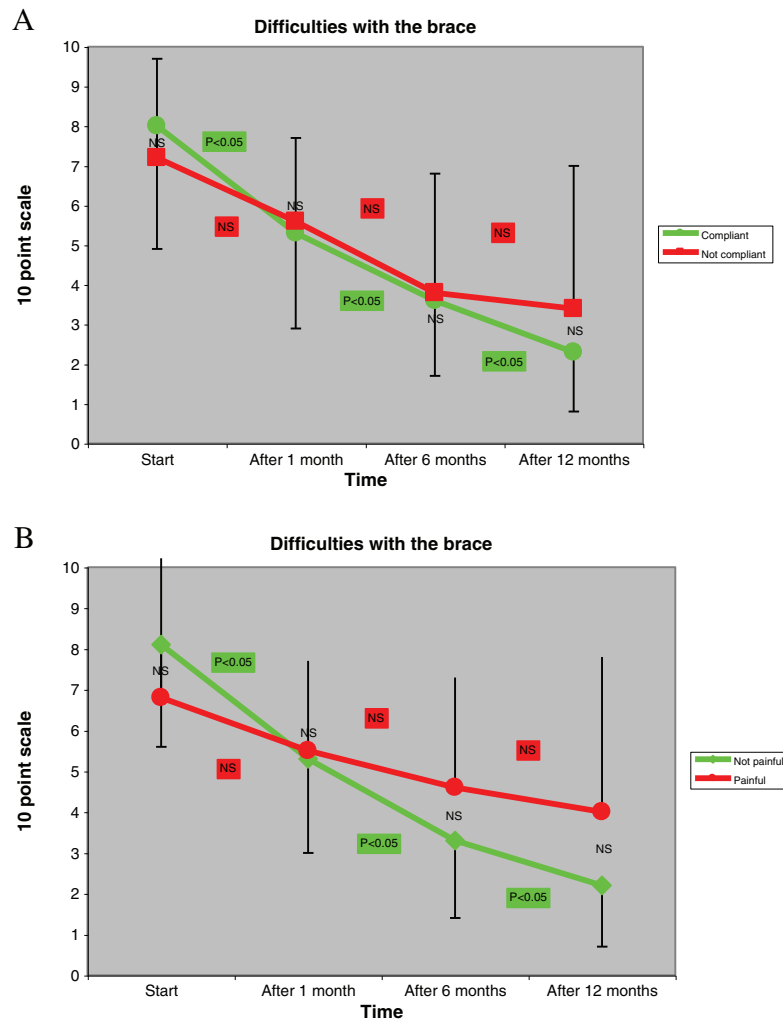 A
Difficulties with the brace
10
9
8
7
6
5
4
3
2
1
0
10 point scale
NS
P<0.05
NS
NS
NS
P<0.05
NS
NS
P<0.05
NS
Start
After 1 month
After 6 months
After 12 months
Time
Compliant
Not compliant
B
Difficulties with the brace
10
9
8
7
6
5
4
3
2
1
0
10 point scale
NS
P<0.05
NS
NS
NS
P<0.05
NS
NS
P<0.05
NS
Start
After 1 month
After 6 months
After 12 months
Time
Not painful
Painful